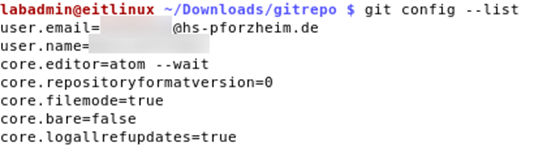 labadmin@eitlinux ~/Downloads/gitrepo $ git config --list
user.email= @hs-pforzheim.de
user.name=
core.editor=atom --wait
core.repositoryformatversion=0
core.filemode=true
core.bare=false
core.logallrefupdates=true